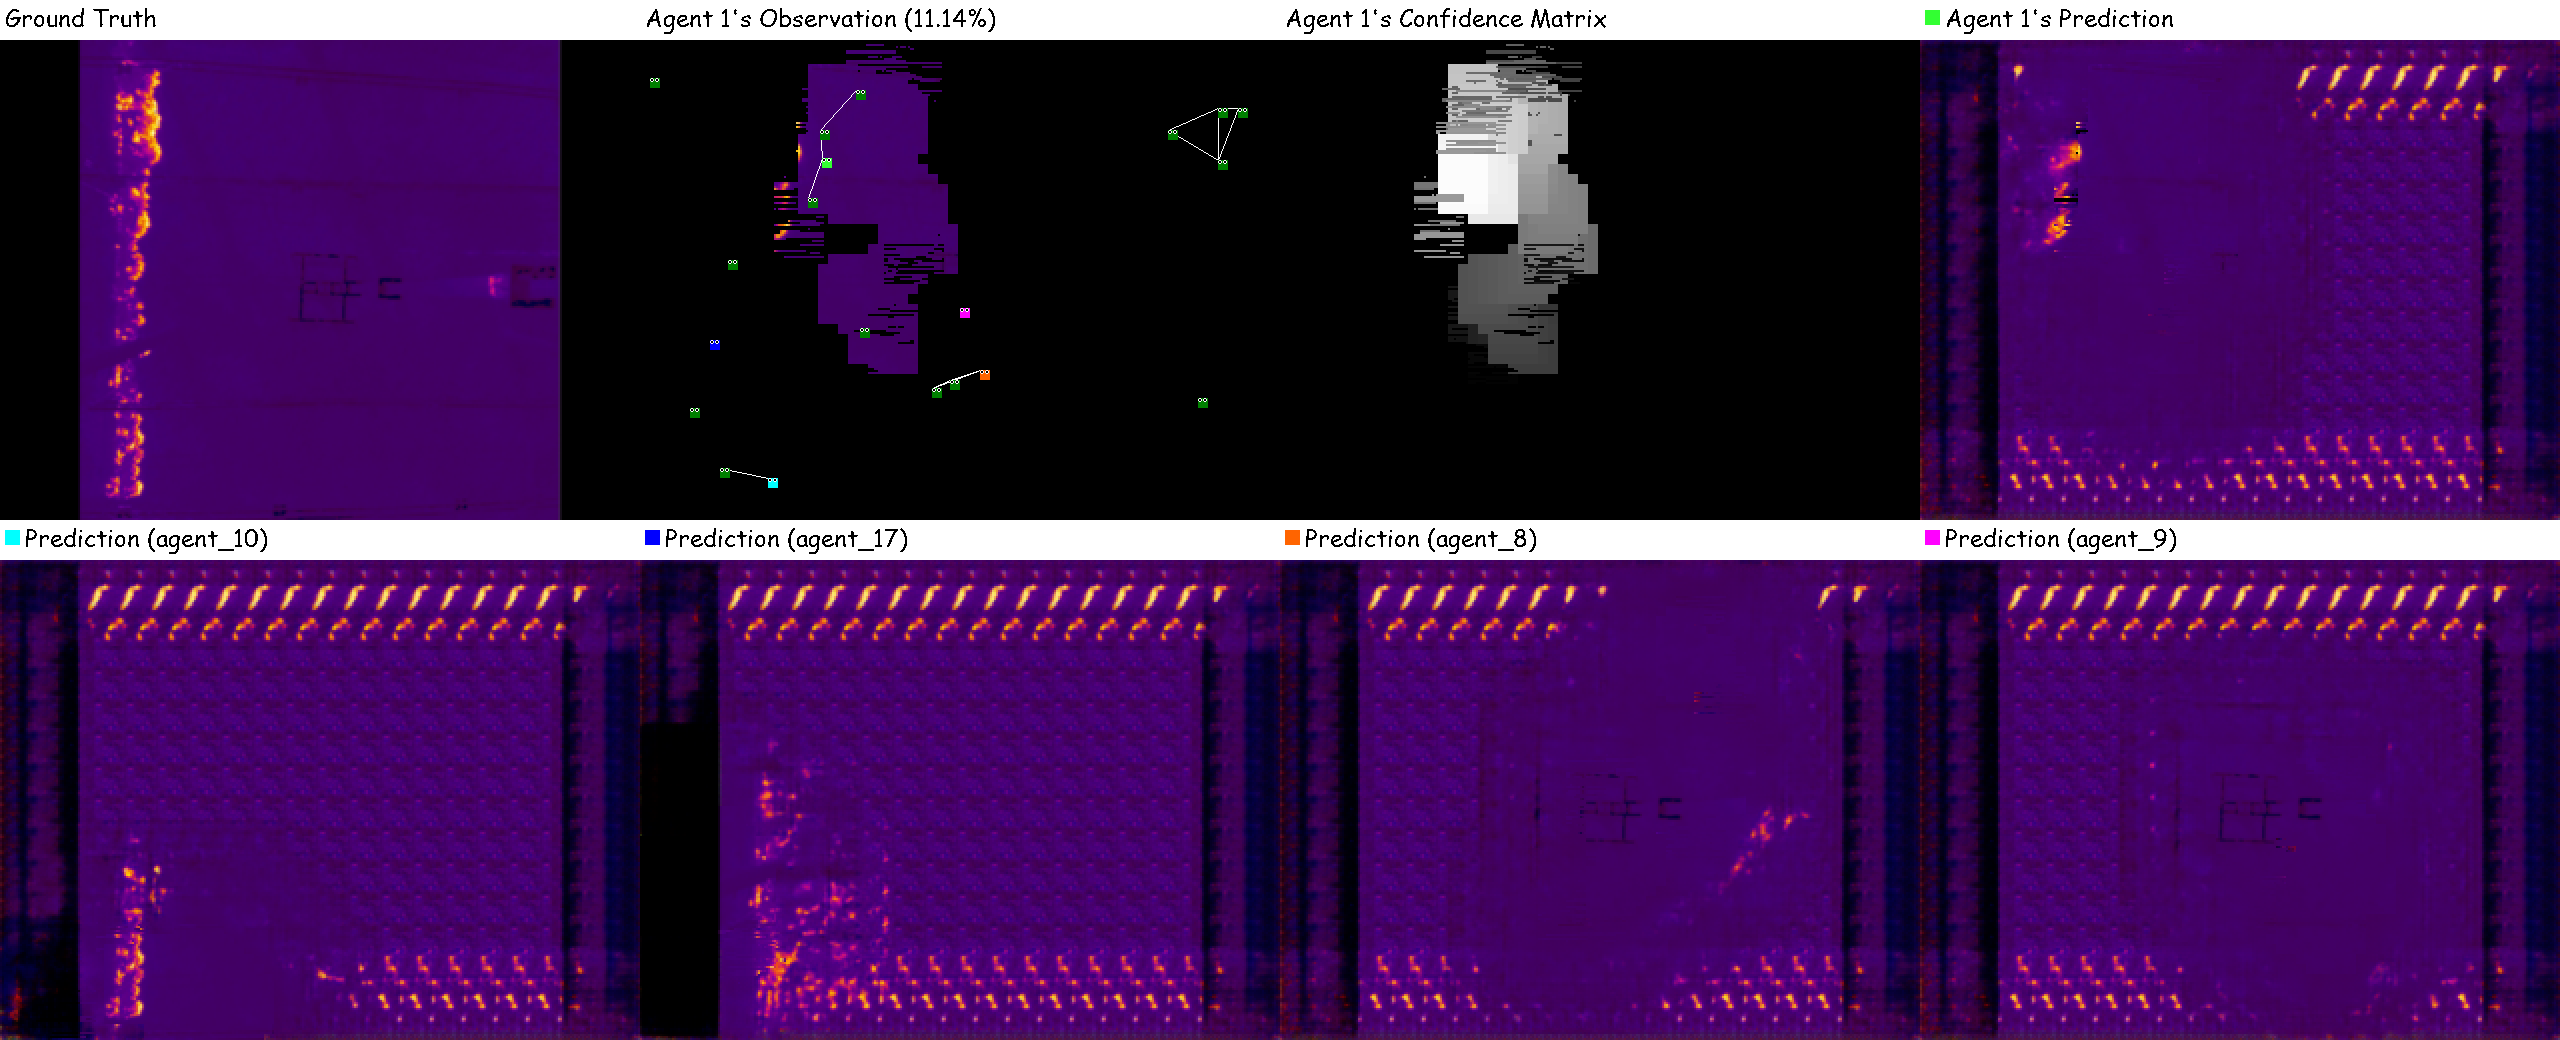 Ground Truth
Agent 1's Observation (11.14%)
Agent 1's Confidence Matrix
Agent 1's Prediction
Prediction (agent_10)
Prediction (agent_17)
Prediction (agent_8)
Prediction (agent_9)